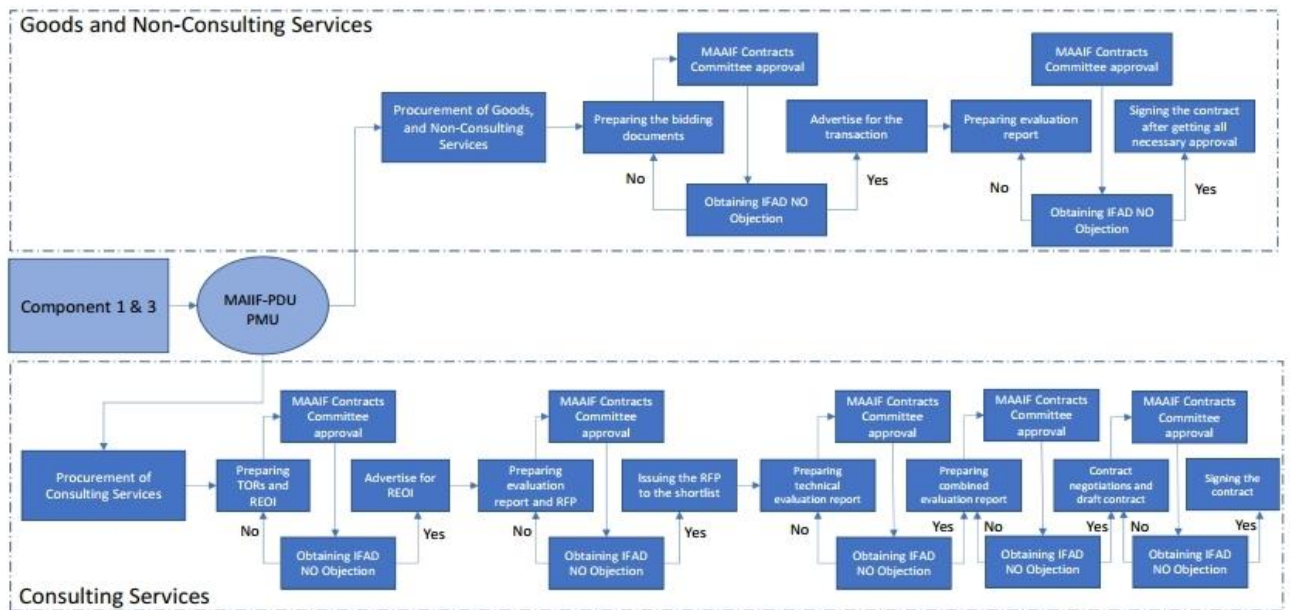 Goods and Non-Consulting Services
MAAIF Contracts
Committee approval
MAAIF Contracts
Committee approval
Procurement of Goods,
and Non-Consulting
Services
Preparing the bidding
documents
Advertise for the
transaction
Preparing evaluation
report
Signing the contract
after getting all
necessary approval
No
Yes
No
Yes
Obtaining IFAD NO
Objection
Obtaining IFAD NO
Objection
Component 1 & 3
MAIIF-PDU
PMU
MAAIF Contracts
Committee
approval
MAAIF Contracts
Committee
approval
MAAIF Contracts
Committee
approval
MAAIF Contracts
Committee
approval
MAAIF Contracts
Committee
approval
Procurement of
Consulting Services
Preparing
TORs and
REOI
Advertise for
REOI
Preparing
evaluation
report and RFP
Issuing the RFP
to the shortlist
Preparing
technical
evaluation report
Preparing
combined
evaluation report
Contract
negotiations and
draft contract
Signing the
contract
No
Yes
No
Yes
No
Yes
No
Yes
No
Yes
Obtaining IFAD
NO Objection
Obtaining IFAD
NO Objection
Obtaining IFAD
NO Objection
Obtaining IFAD
NO Objection
Obtaining IFAD
NO Objection
Consulting Services